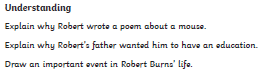 Understanding
Explain why Robert wrote a poem about a mouse.
Explain why Robert's father wanted him to have an education.
Draw an important event in Robert Burns' life.